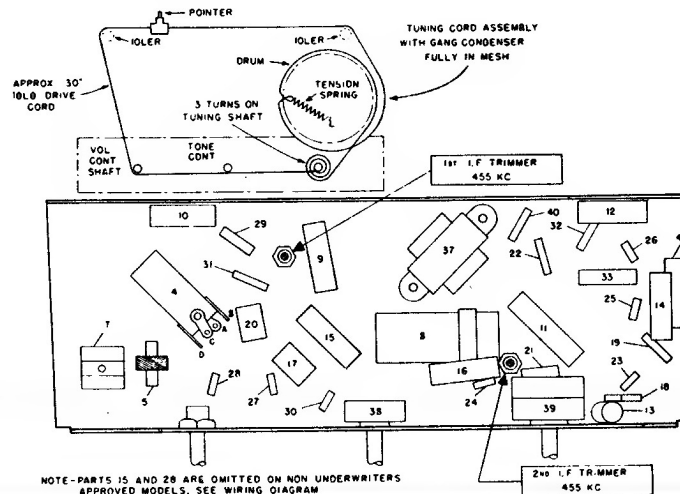 POINTER
IDLER
IDLER
TUNING CORD ASSEMBLY
WITH GANG CONDENSER
FULLY IN MESH
DRUM
TENSION
SPRING
APPROX 30"
18LB DRIVE
CORD
3 TURNS ON
TUNING SHAFT
VOL
CONT
SHAFT
TONE
CONT
1st I.F TRIMMER
455 KC
10
29
9
37
40
12
32
26
22
31
33
4
20
B
A
C
D
15
8
11
25
14
19
7
5
28
17
27
30
38
16
24
21
39
23
18
13
NOTE-PARTS 15 AND 28 ARE OMITTED ON NON UNDERWRITERS
APPROVED MODELS. SEE WIRING DIAGRAM
2ND I.F TRIMMER
455 KC